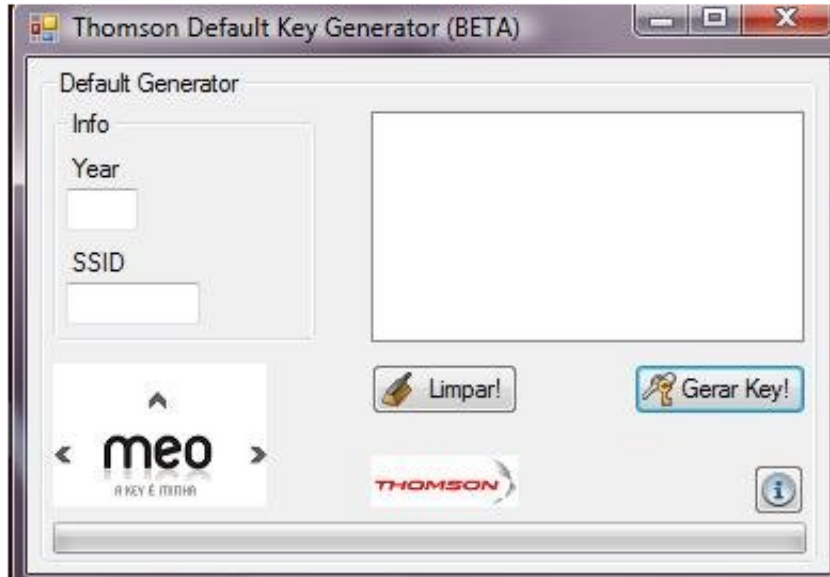 Thomson Default Key Generator (BETA)
Default Generator
Info
Year
SSID
Limpar!
Gerar Key!
meo
A KEY É MINHA
THOMSON